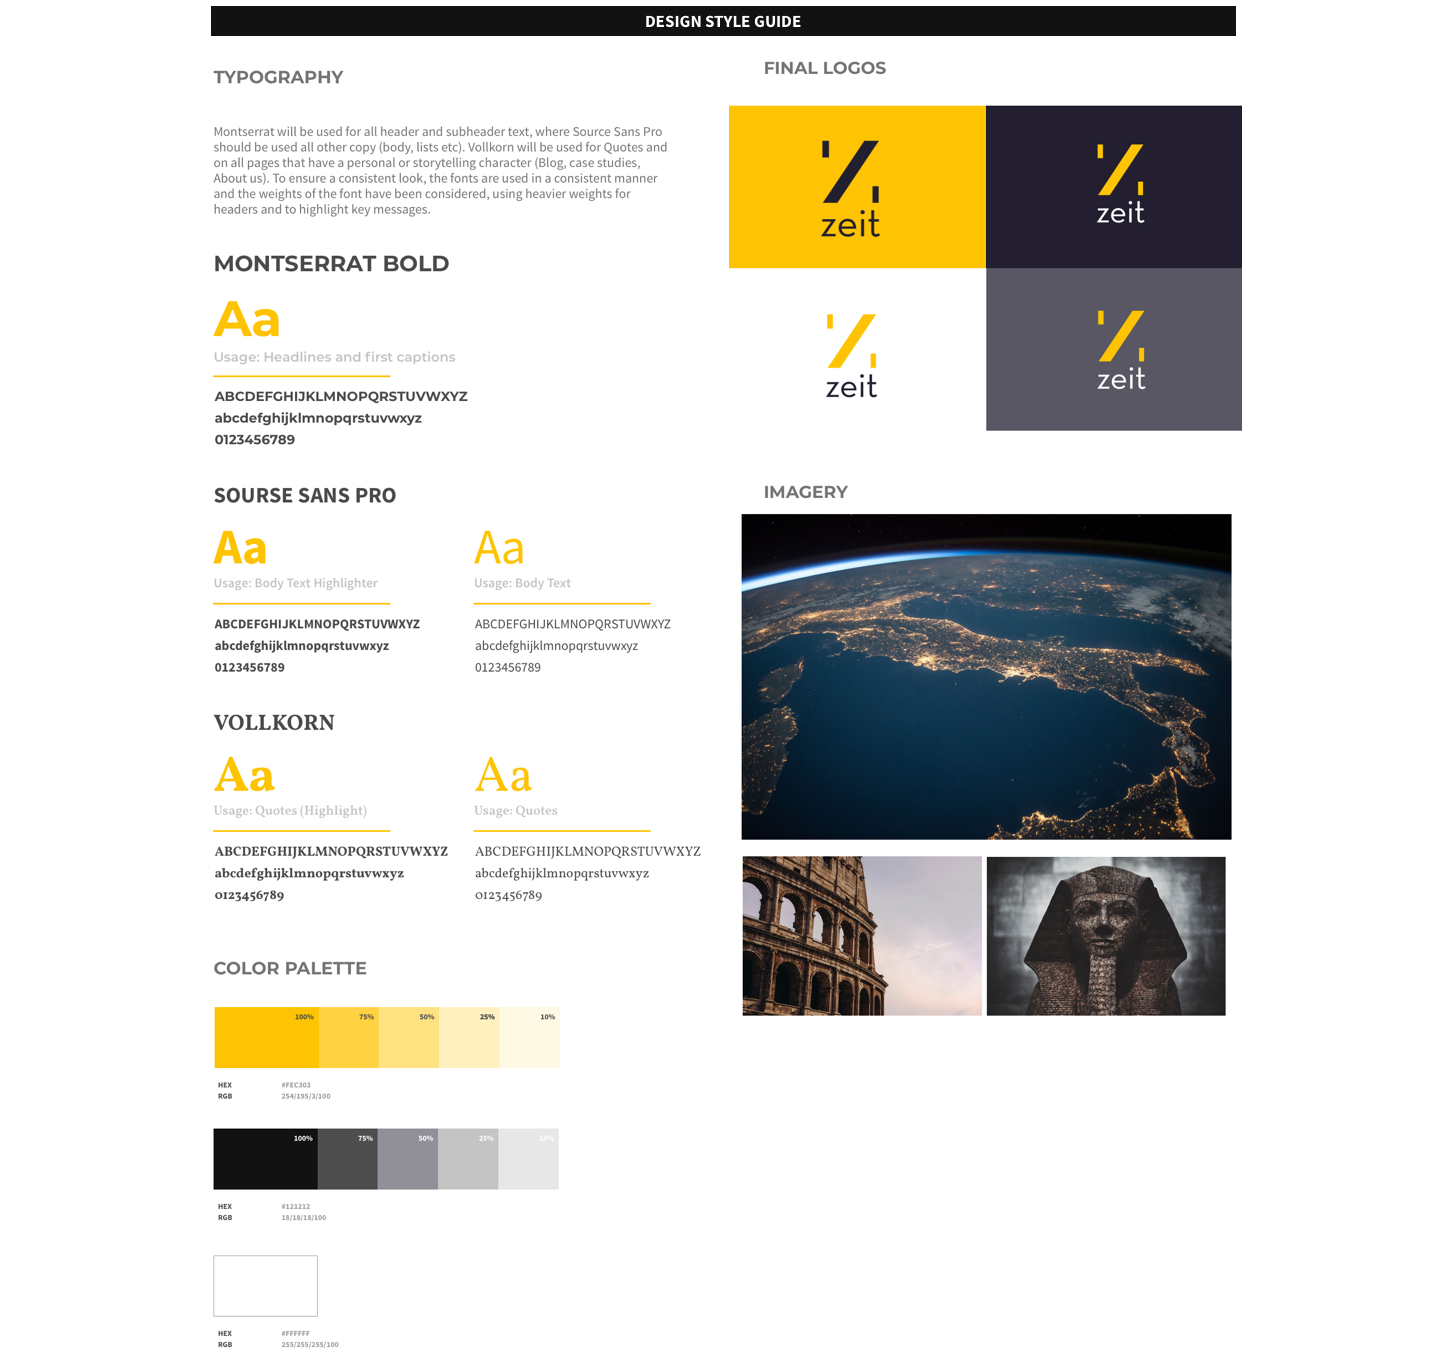 DESIGN STYLE GUIDE
TYPOGRAPHY
Montserrat will be used for all header and subheader text, where Source Sans Pro
should be used all other copy (body, lists etc). Vollkorn will be used for Quotes and
on all pages that have a personal or storytelling character (Blog, case studies,
About us). To ensure a consistent look, the fonts are used in a consistent manner
and the weights of the font have been considered, using heavier weights for
headers and to highlight key messages.
MONTSERRAT BOLD
Aa
Usage: Headlines and first captions
ABCDEFGHIJKLMNOPQRSTUVWXYZ
abcdefghijklmnopqrstuvwxyz
0123456789
SOURSE SANS PRO
Aa
Usage: Body Text Highlighter
ABCDEFGHIJKLMNOPQRSTUVWXYZ
abcdefghijklmnopqrstuvwxyz
0123456789
Aa
Usage: Body Text
ABCDEFGHIJKLMNOPQRSTUVWXYZ
abcdefghijklmnopqrstuvwxyz
0123456789
VOLLKORN
Aa
Usage: Quotes (Highlight)
ABCDEFGHIJKLMNOPQRSTUVWXYZ
abcdefghijklmnopqrstuvwxyz
0123456789
Aa
Usage: Quotes
ABCDEFGHIJKLMNOPQRSTUVWXYZ
abcdefghijklmnopqrstuvwxyz
0123456789
COLOR PALETTE
100% 75% 50% 25% 10%
HEX #FEC303
RGB 254/195/3/100
100% 75% 50% 25% 10%
HEX #121212
RGB 18/18/18/100
HEX #FFFFFF
RGB 255/255/255/100
FINAL LOGOS
zeit
zeit
zeit
zeit
IMAGERY